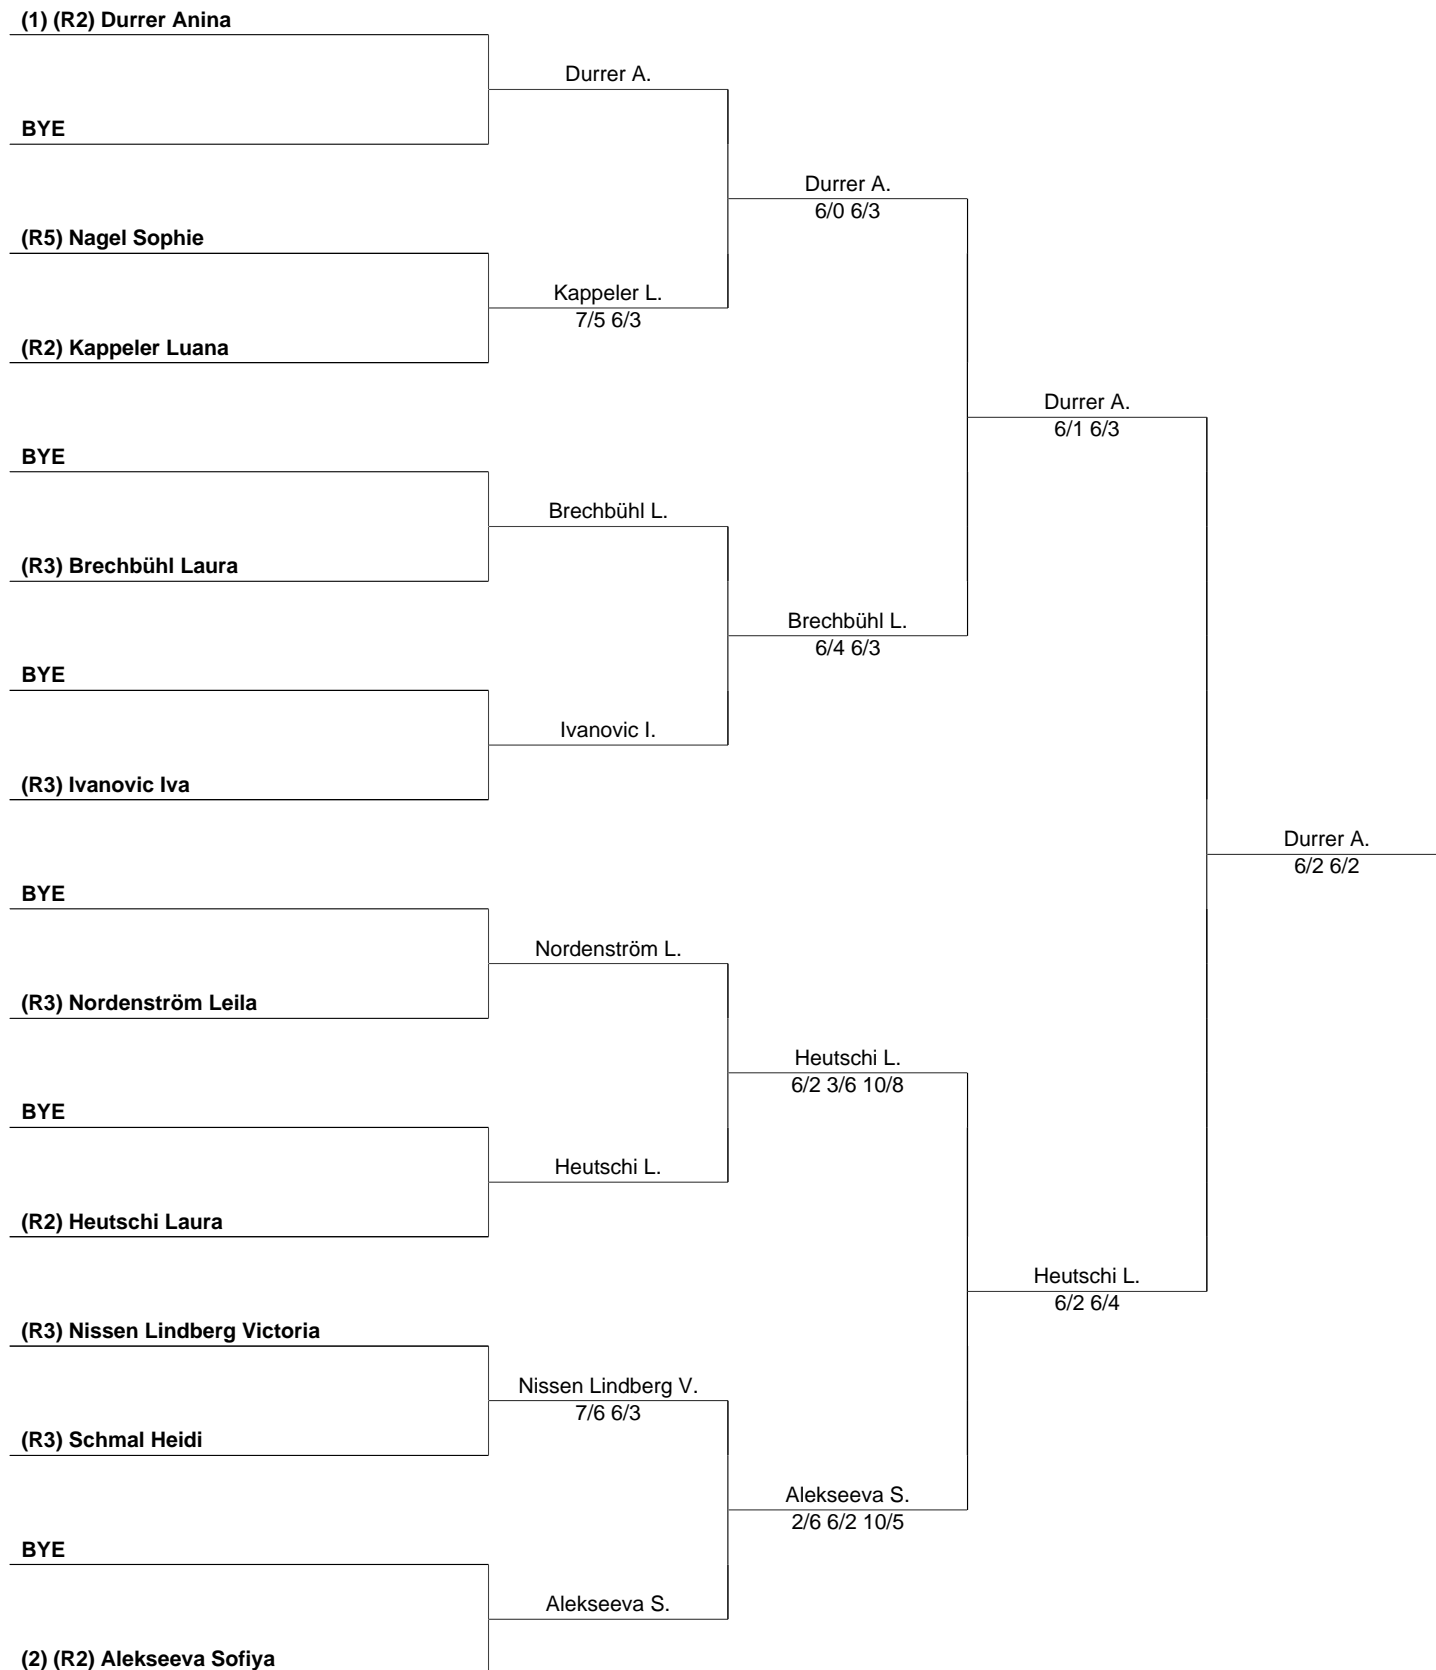 (1) (R2) Durrer Anina
Durrer A.
BYE
Durrer A.
6/0 6/3
(R5) Nagel Sophie
Kappeler L.
7/5 6/3
(R2) Kappeler Luana
Durrer A.
6/1 6/3
BYE
Brechbühl L.
(R3) Brechbühl Laura
Brechbühl L.
6/4 6/3
BYE
Ivanovic I.
(R3) Ivanovic Iva
Durrer A.
6/2 6/2
BYE
Nordenström L.
(R3) Nordenström Leila
Heutschi L.
6/2 3/6 10/8
BYE
Heutschi L.
(R2) Heutschi Laura
Heutschi L.
6/2 6/4
(R3) Nissen Lindberg Victoria
Nissen Lindberg V.
7/6 6/3
(R3) Schmal Heidi
Alekseeva S.
2/6 6/2 10/5
BYE
Alekseeva S.
(2) (R2) Alekseeva Sofiya